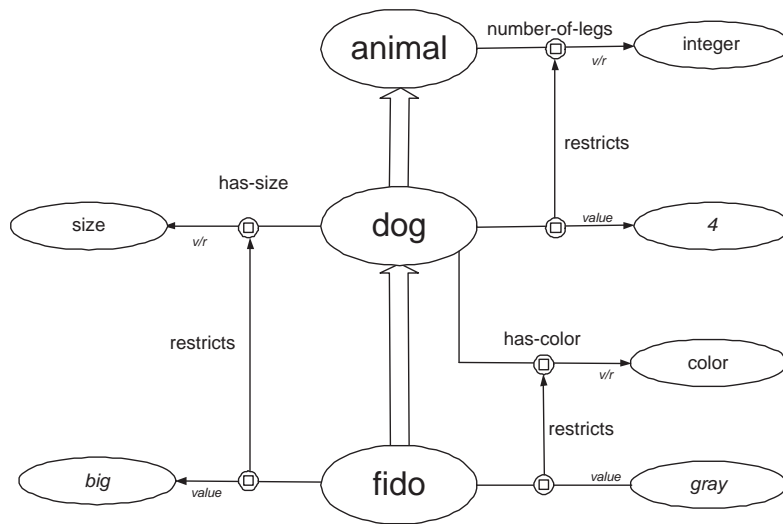 number-of-legs
animal
integer
v/r
restricts
has-size
size
v/r
dog
value
4
restricts
has-color
color
v/r
restricts
big
value
fido
value
gray